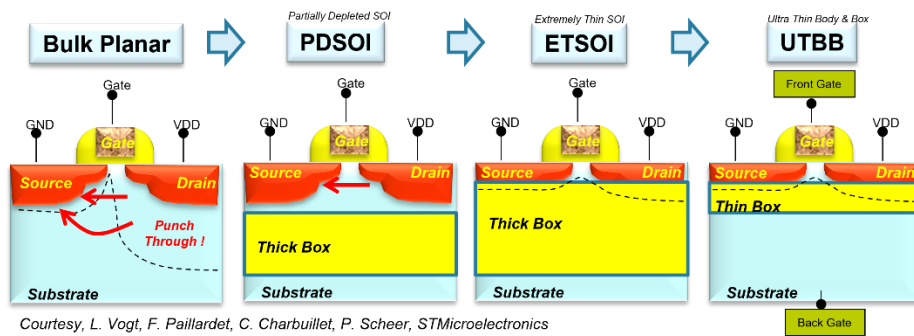 Partially Depleted SOI
Extremely Thin SOI
Ultra Thin Body & Box
Bulk Planar
PDSOI
ETSOI
UTBB
Gate
GND
VDD
Gate
Source
Drain
Punch
Through !
Substrate
Gate
GND
VDD
Gate
Source
Drain
Thick Box
Substrate
Gate
GND
VDD
Gate
Source
Drain
Thick Box
Substrate
Front Gate
GND
VDD
Gate
Source
Drain
Thin Box
Substrate
Back Gate
Courtesy, L. Vogt, F. Paillardet, C. Charbuillet, P. Scheer, STMicroelectronics